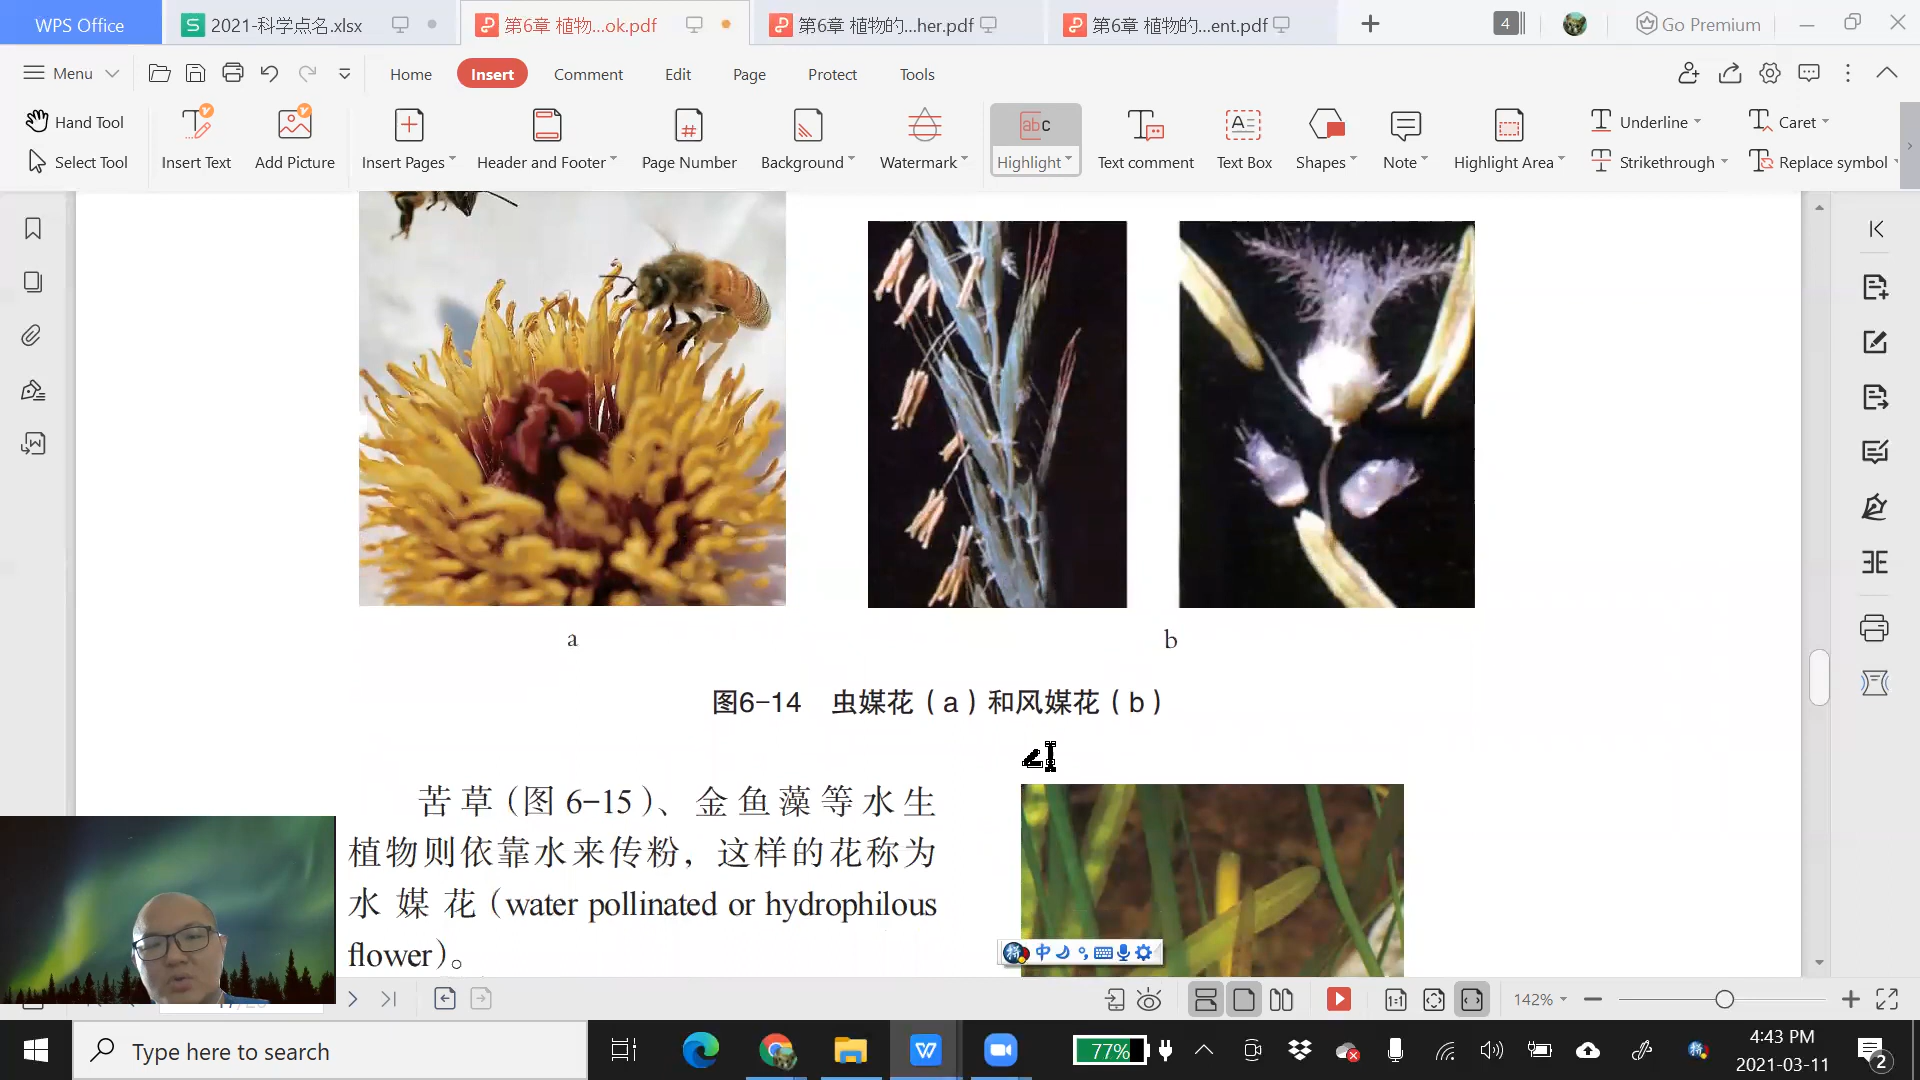 WPS Office
2021-科学点名.xlsx
第6章 植物...ok.pdf
第6章 植物的...her.pdf
第6章 植物的...ent.pdf
4
Go Premium
Menu
Home
Insert
Comment
Edit
Page
Protect
Tools
Hand Tool
Select Tool
Insert Text
Add Picture
Insert Pages
Header and Footer
Page Number
Background
Watermark
Highlight
Text comment
Text Box
Shapes
Note
Highlight Area
Underline
Strikethrough
Caret
Replace symbol
a
b
图6-14 虫媒花（a）和风媒花（b）
苦草（图 6-15）、金鱼藻等水生
植物则依靠水来传粉，这样的花称为
水媒花（water pollinated or hydrophilous
flower）。
中
142%
Type here to search
77%
4:43 PM
2021-03-11
2